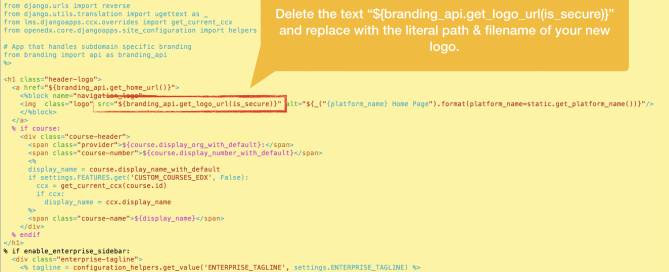 from django.urls import reverse
from django.utils.translation import ugettext as _
from lms.djangoapps.ccx.overrides import get_current_ccx
from openedx.core.djangoapps.site_configuration import helpers
# App that handles subdomain specific branding
from branding import api as branding_api
%>
Delete the text “${branding_api.get_logo_url(is_secure)}”
and replace with the literal path & filename of your new
logo.
<h1 class="header-logo">
<a href="${branding_api.get_home_url()}">
<%block name="navigation_logo">
<img class="logo" src="${branding_api.get_logo_url(is_secure)}" alt="${_("{platform_name} Home Page").format(platform_name=static.get_platform_name())}"/>
</%block>
</a>
% if course:
<div class="course-header">
<span class="provider">${course.display_org_with_default}:</span>
<span class="course-number">${course.display_number_with_default}</span>
<%
display_name = course.display_name_with_default
if settings.FEATURES.get('CUSTOM_COURSES_EDX', False):
ccx = get_current_ccx(course.id)
if ccx:
display_name = ccx.display_name
%>
<span class="course-name">${display_name}</span>
</div>
% endif
</h1>
% if enable_enterprise_sidebar:
<div class="enterprise-tagline">
<% tagline = configuration_helpers.get_value('ENTERPRISE_TAGLINE', settings.ENTERPRISE_TAGLINE) %>